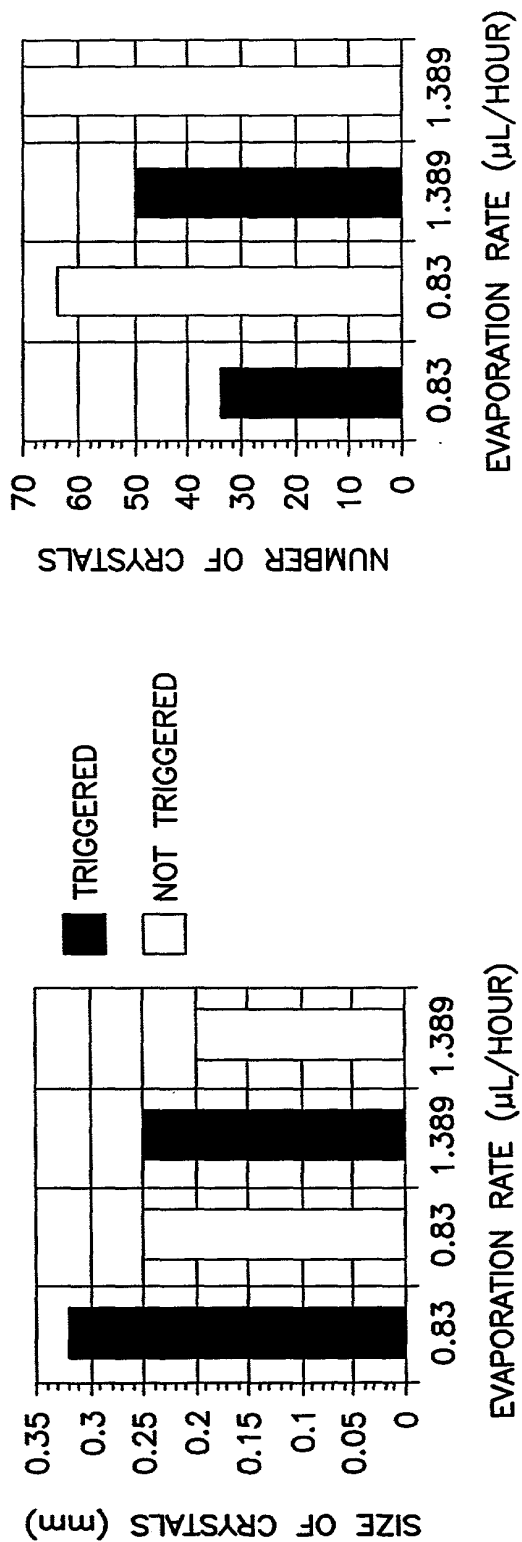 SIZE OF CRYSTALS (mm)
0.35
0.3
0.25
0.2
0.15
0.1
0.05
0
0.83 0.83 1.389 1.389
EVAPORATION RATE (µL/HOUR)
TRIGGERED
NOT TRIGGERED
NUMBER OF CRYSTALS
70
60
50
40
30
20
10
0
0.83 0.83 1.389 1.389
EVAPORATION RATE (µL/HOUR)